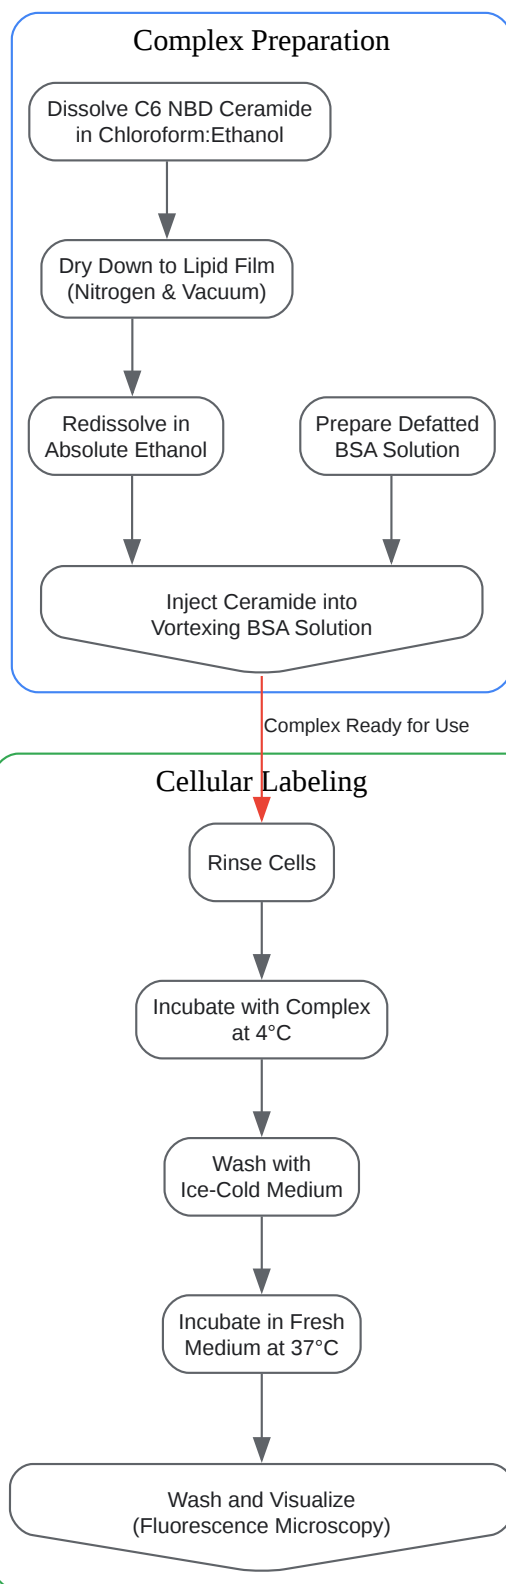 Complex Preparation
Dissolve C6 NBD Ceramide
in Chloroform:Ethanol
Dry Down to Lipid Film
(Nitrogen & Vacuum)
Redissolve in
Absolute Ethanol
Prepare Defatted
BSA Solution
Inject Ceramide into
Vortexing BSA Solution
Complex Ready for Use
Cellular Labeling
Rinse Cells
Incubate with Complex
at 4°C
Wash with
Ice-Cold Medium
Incubate in Fresh
Medium at 37°C
Wash and Visualize
(Fluorescence Microscopy)